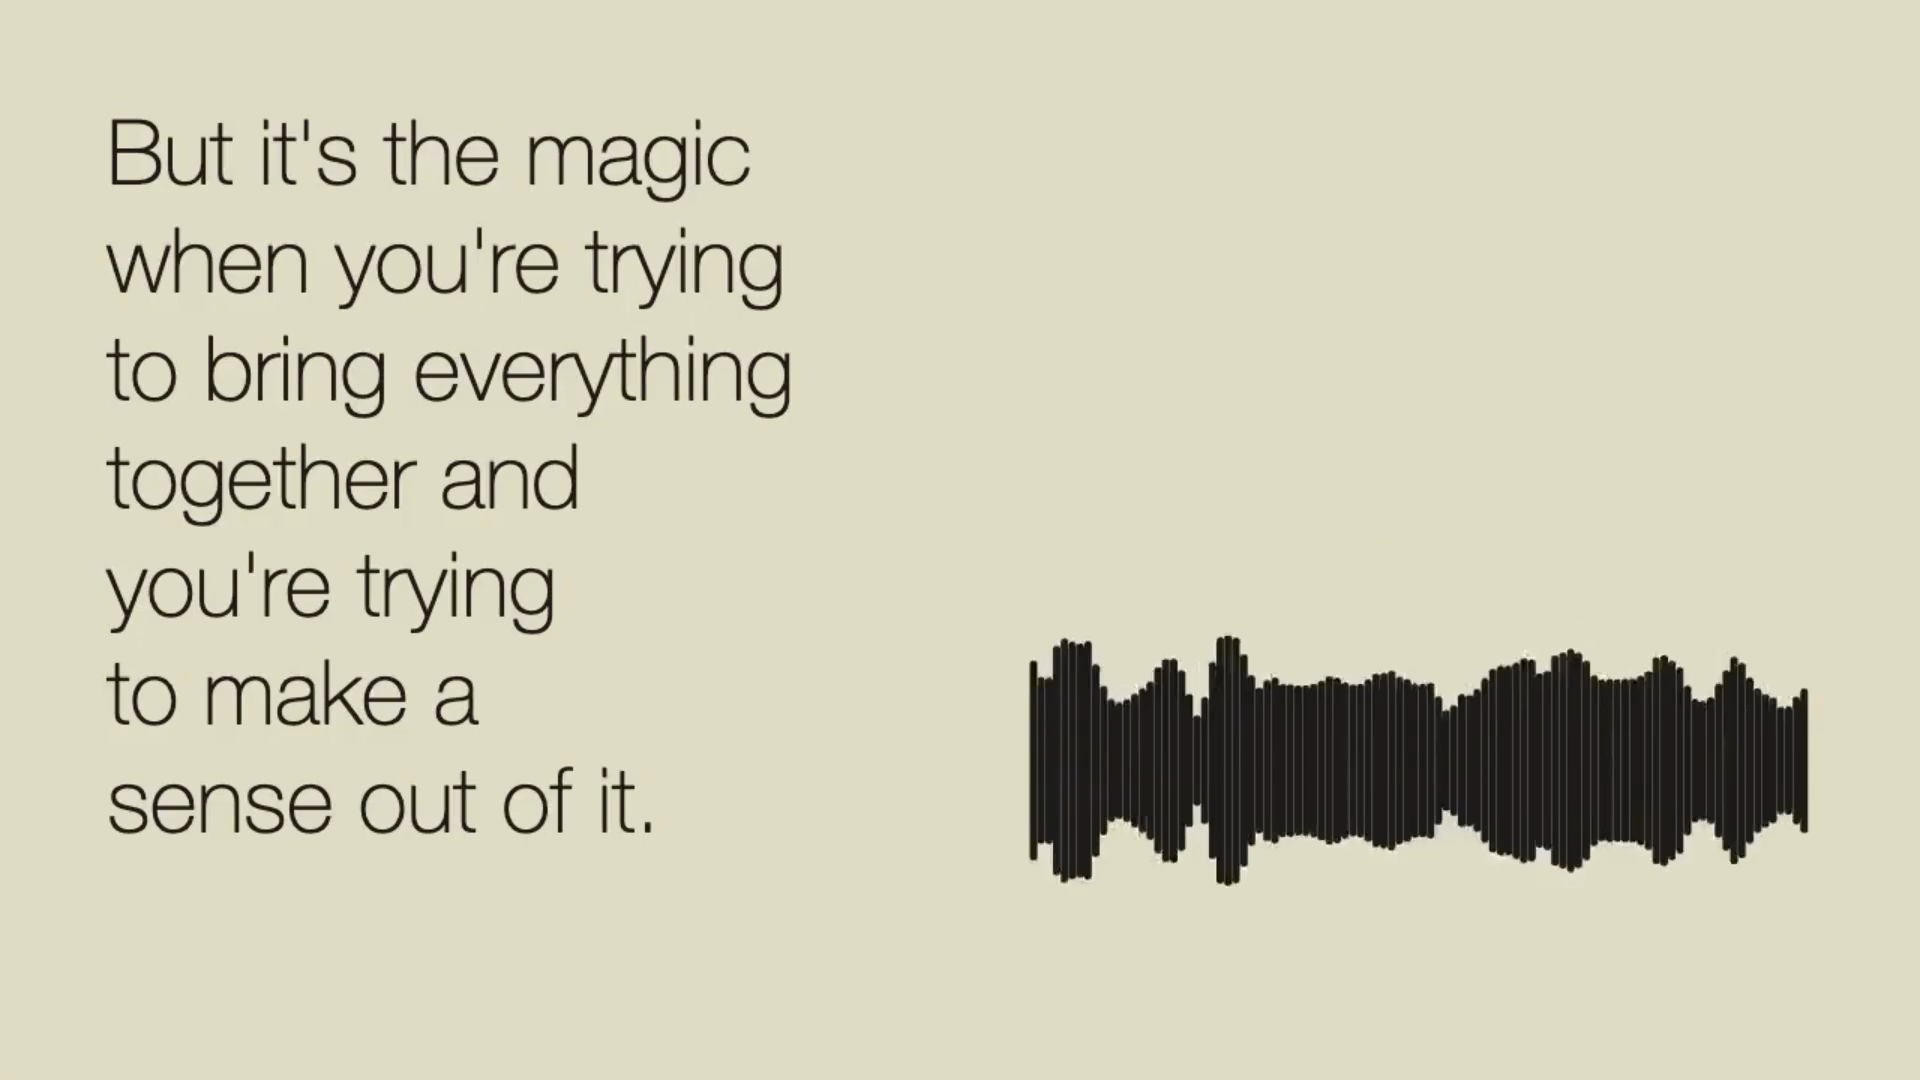 But it's the magic
when you're trying
to bring everything
together and
you're trying
to make a
sense out of it.